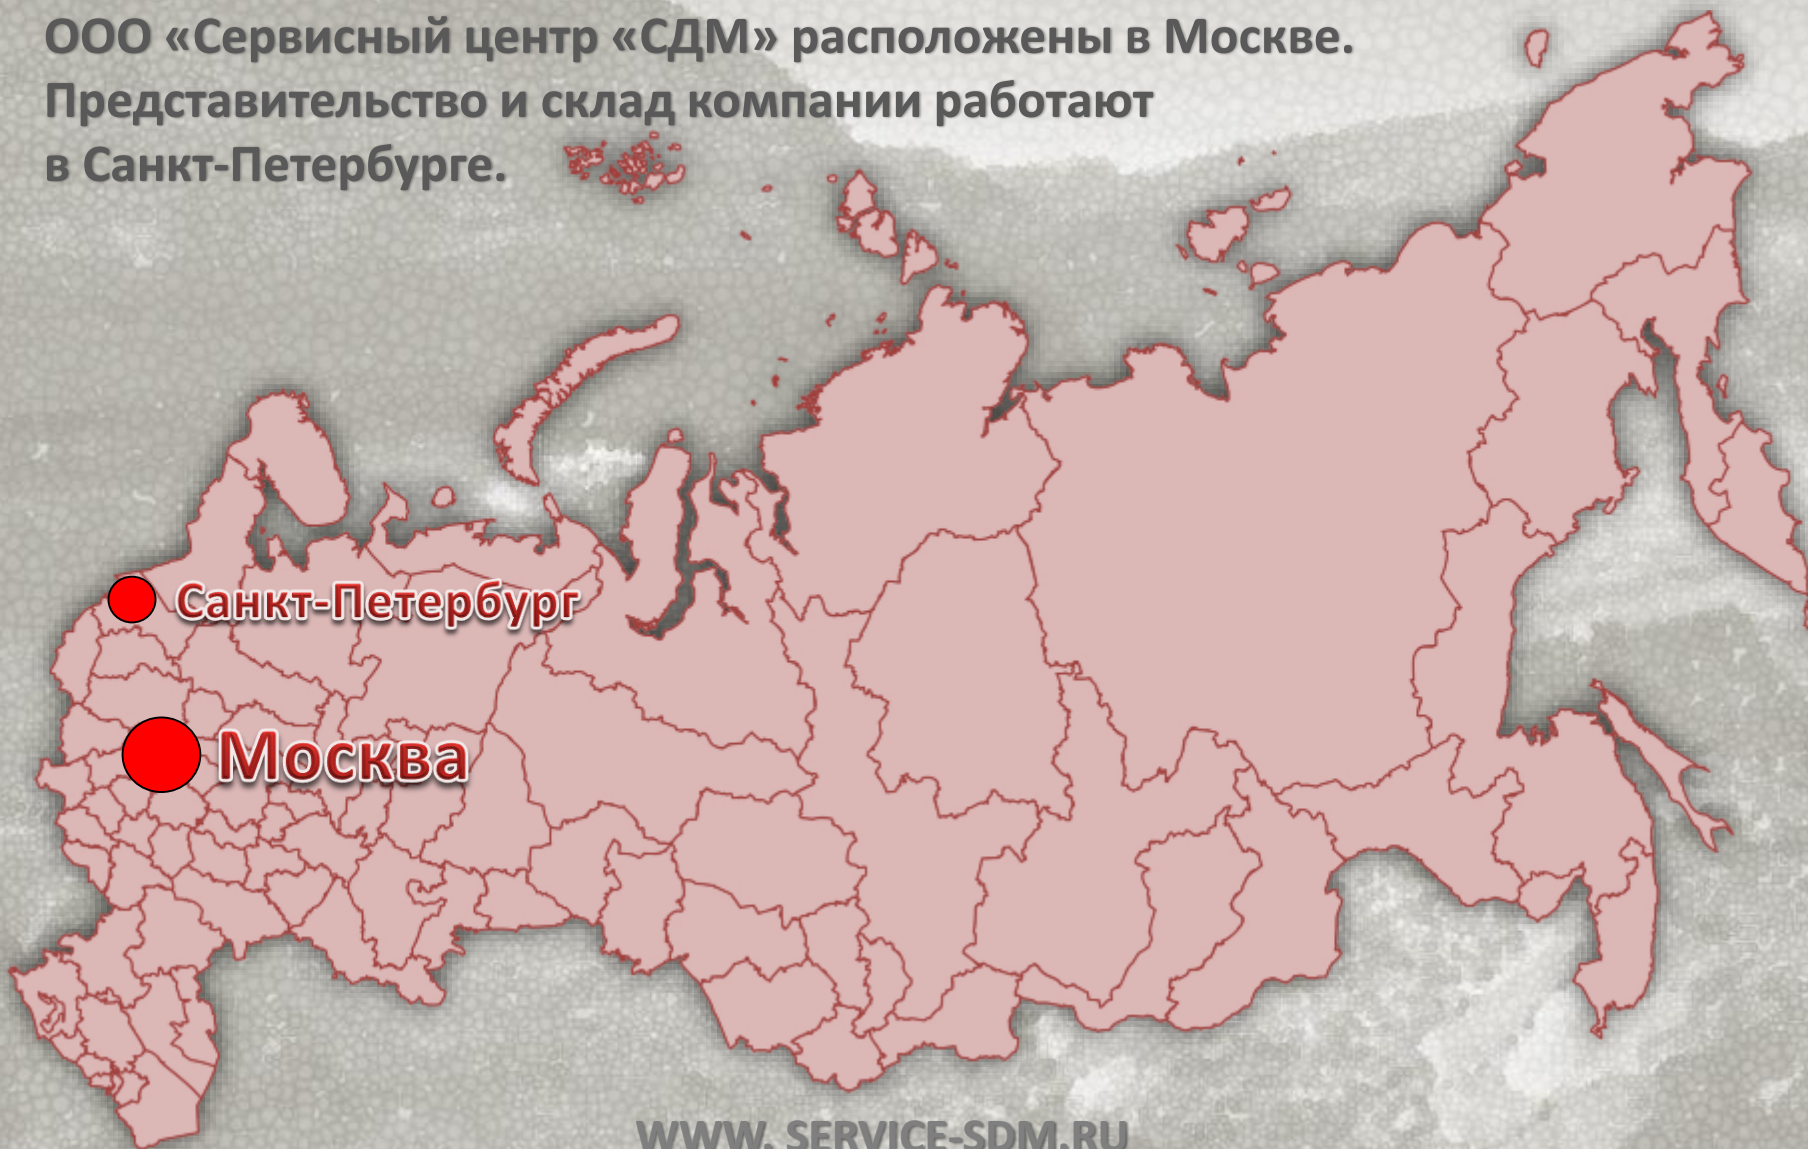 ООО «Сервисный центр «СДМ» расположены в Москве.
Представительство и склад компании работают
в Санкт-Петербурге.
Санкт-Петербург
Москва
WWW. SERVICE-SDM.RU